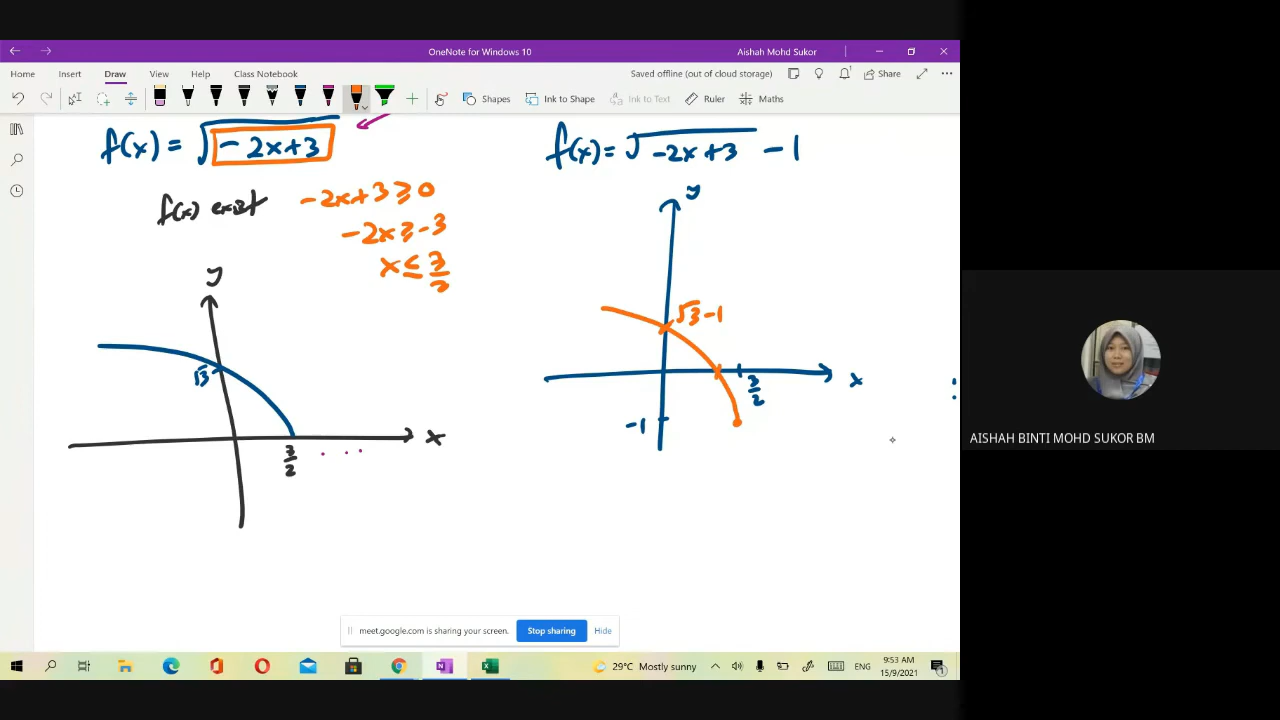 OneNote for Windows 10
Aishah Mohd Sukor
Home Insert Draw View Help Class Notebook
Saved offline (out of cloud storage)
Share
Shapes
Ink to Shape
Ink to Text
Ruler
Maths
f(x) = √-2x+3
f(x) = √-2x+3 - 1
f(x) exist
-2x+3 ≥ 0
-2x ≥ -3
x ≤ 3/2
y
√3
x
3/2
y
√3 - 1
x
3/2
-1
AISHAH BINTI MOHD SUKOR BM
meet.google.com is sharing your screen.
Stop sharing
Hide
29°C Mostly sunny
ENG
9:53 AM
15/9/2021
1